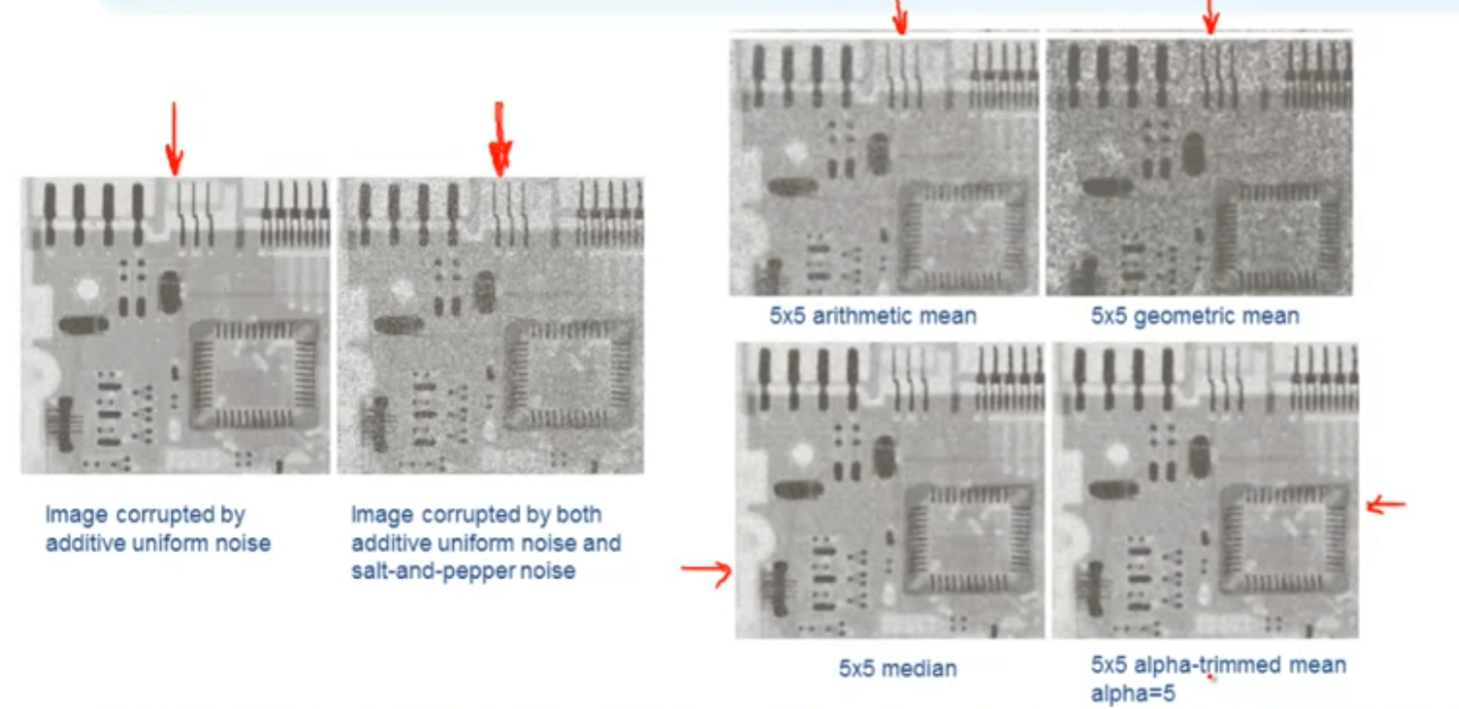 5x5 arithmetic mean
5x5 geometric mean
Image corrupted by
additive uniform noise
Image corrupted by both
additive uniform noise and
salt-and-pepper noise
5x5 median
5x5 alpha-trimmed mean
alpha=5